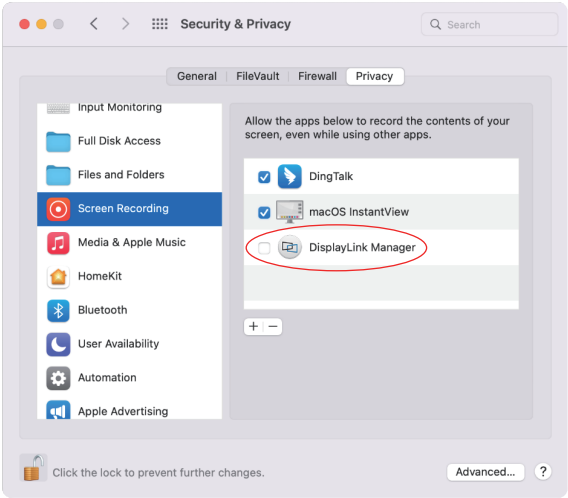 Security & Privacy
Search
General
FileVault
Firewall
Privacy
Input Monitoring
Full Disk Access
Files and Folders
Screen Recording
Media & Apple Music
HomeKit
Bluetooth
User Availability
Automation
Apple Advertising
Allow the apps below to record the contents of your
screen, even while using other apps.
DingTalk
macOS InstantView
DisplayLink Manager
+ −
Click the lock to prevent further changes.
Advanced...
?